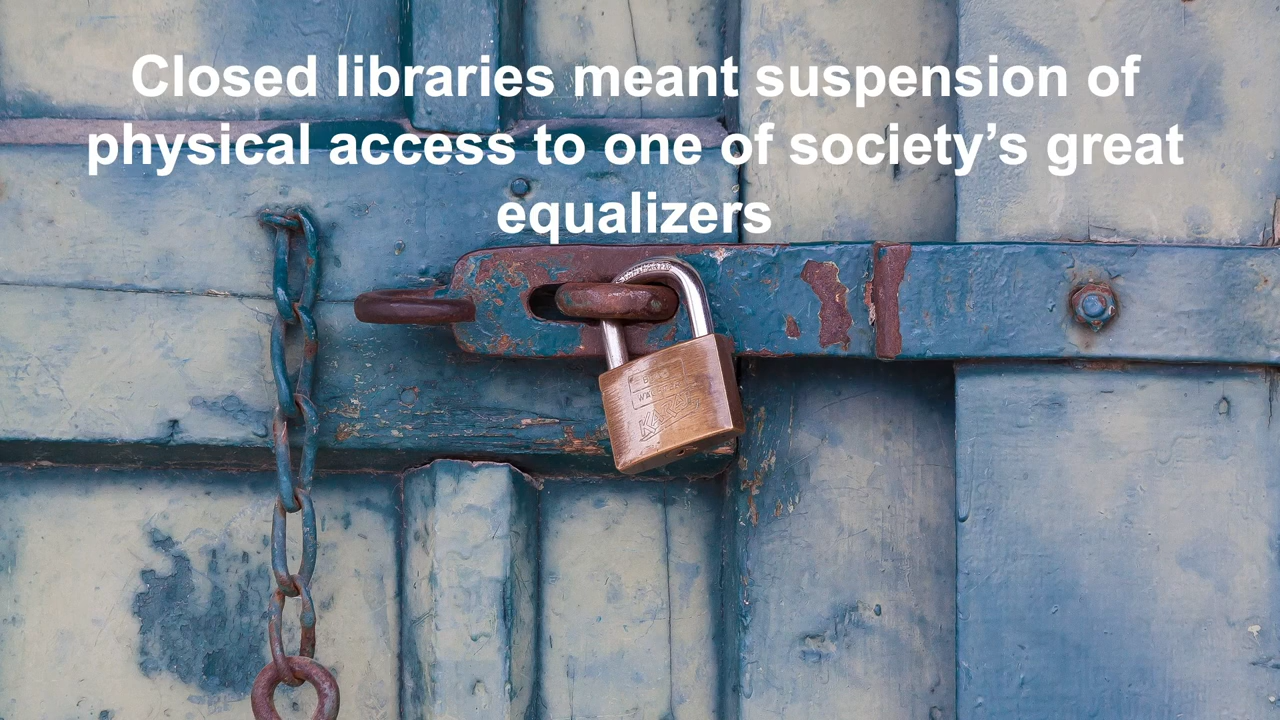 Closed libraries meant suspension of
physical access to one of society’s great
equalizers